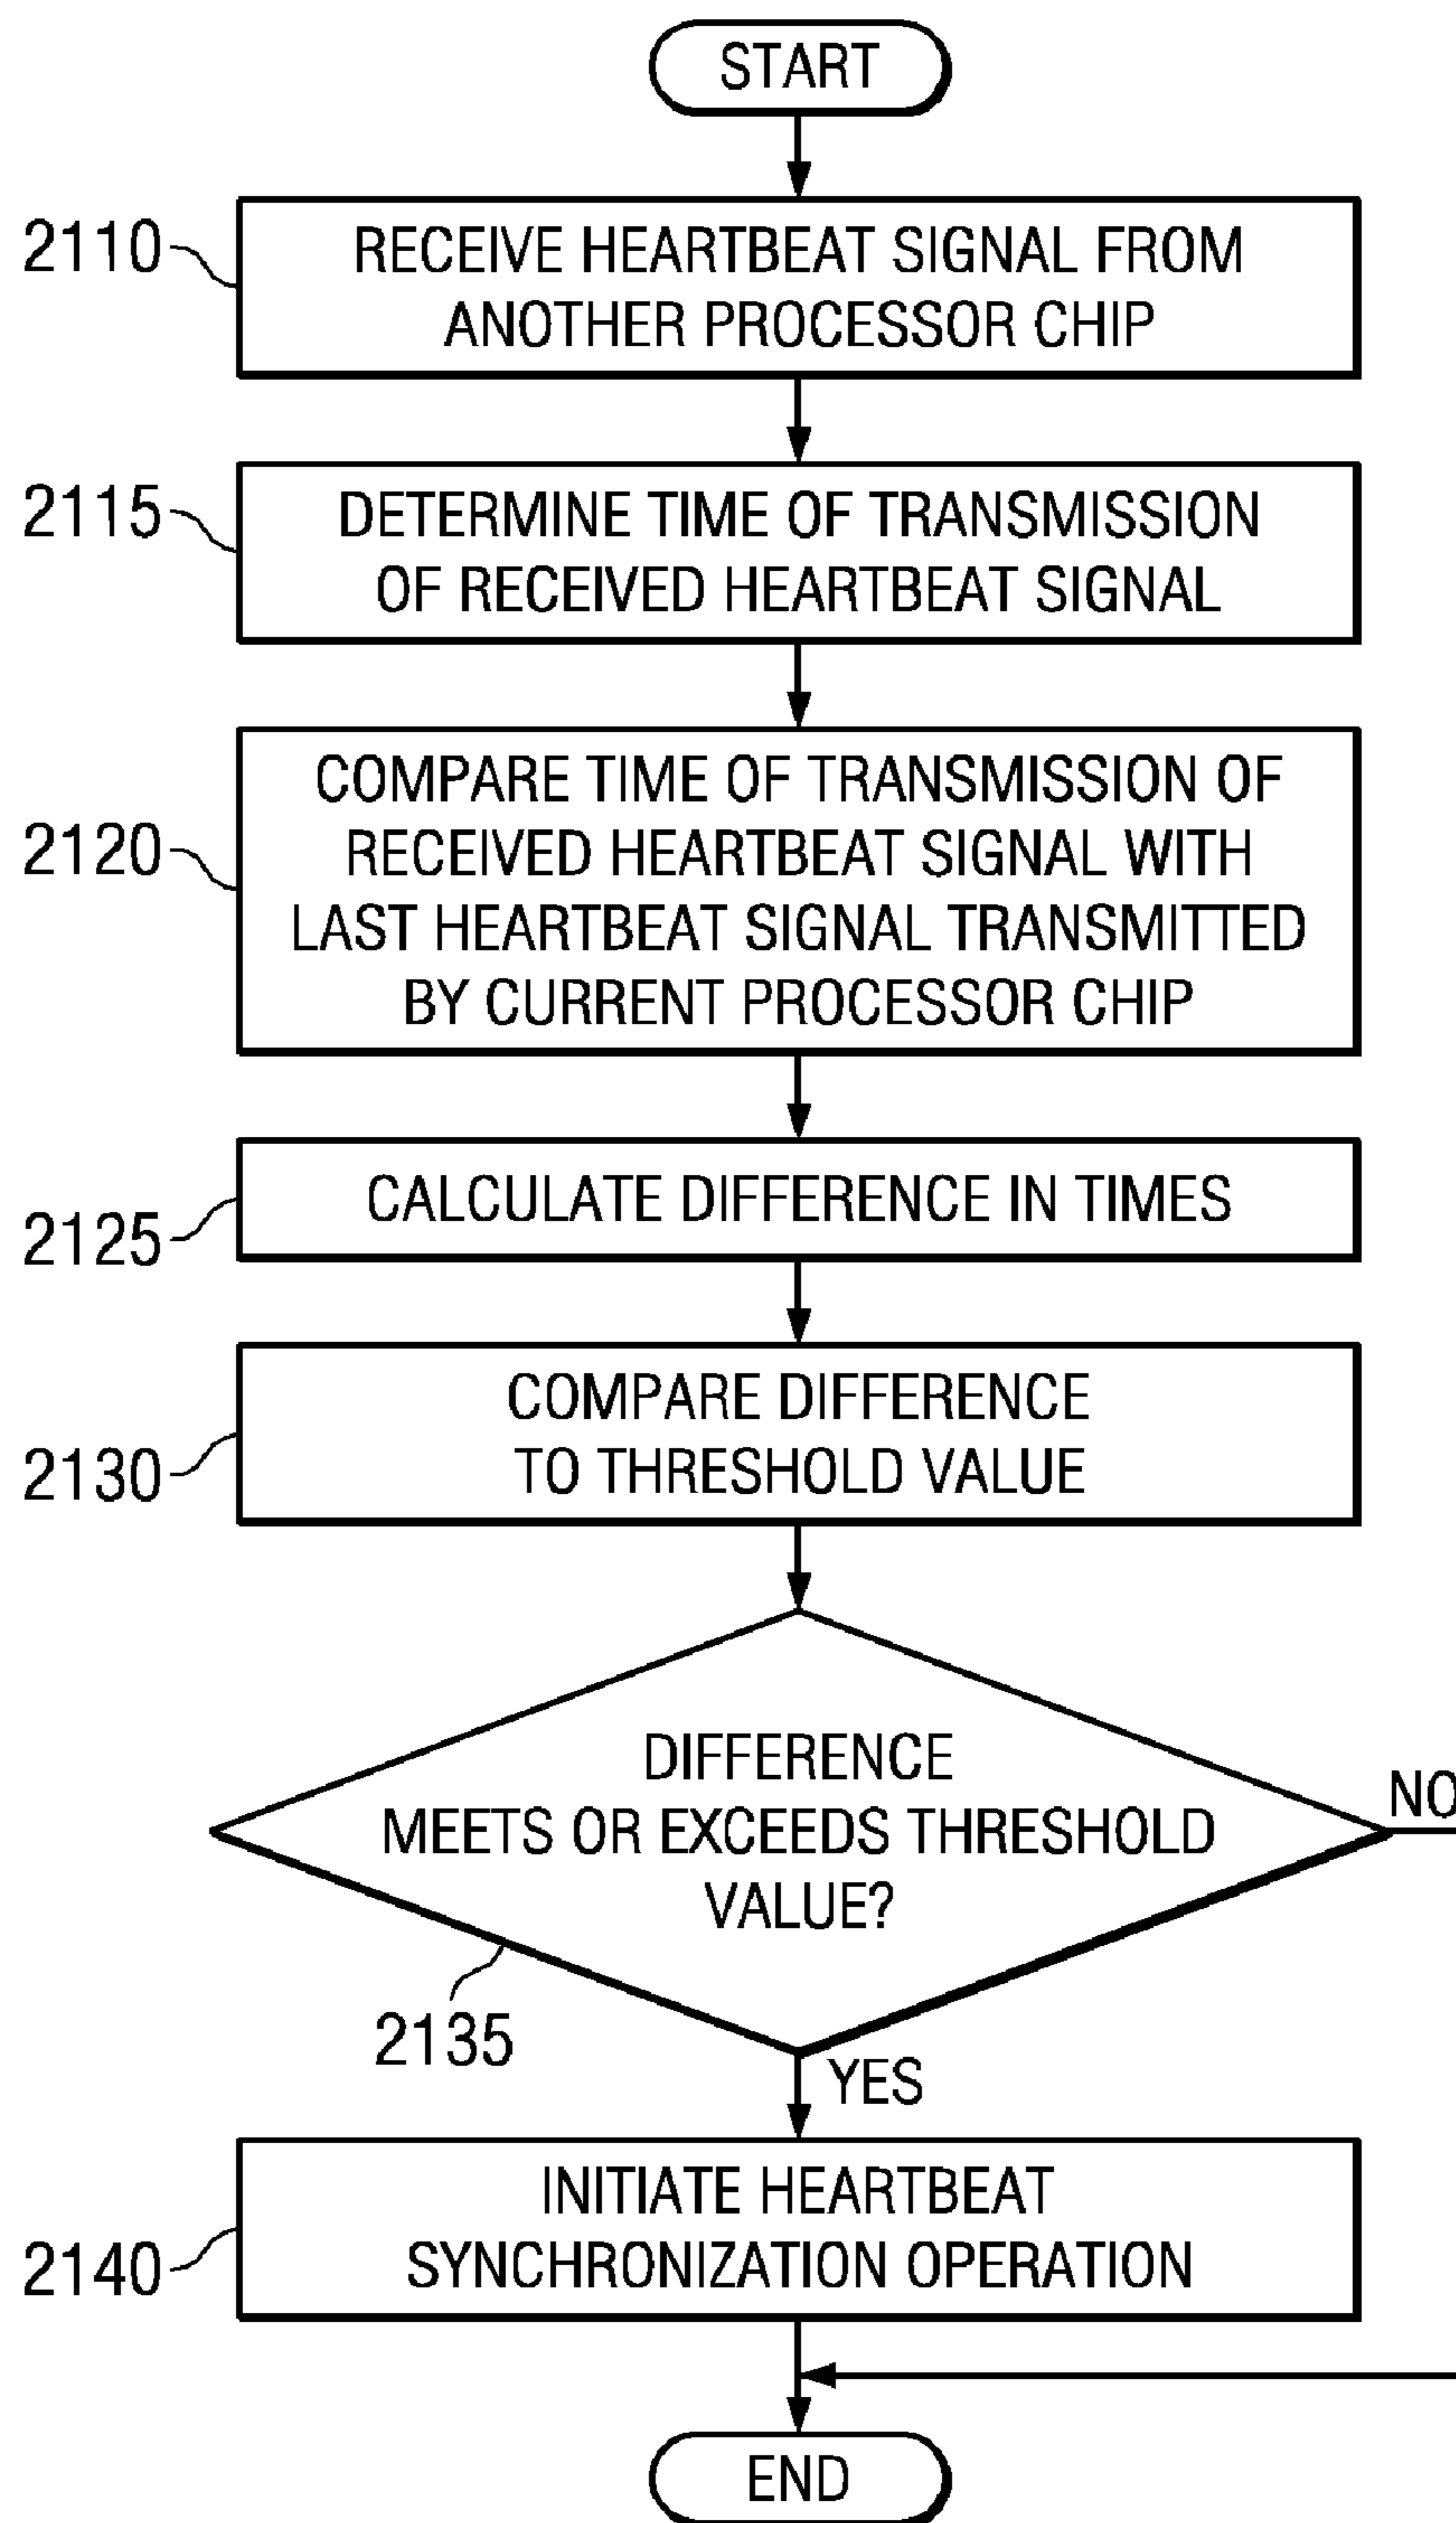 START
2110
RECEIVE HEARTBEAT SIGNAL FROM
ANOTHER PROCESSOR CHIP
2115
DETERMINE TIME OF TRANSMISSION
OF RECEIVED HEARTBEAT SIGNAL
2120
COMPARE TIME OF TRANSMISSION OF
RECEIVED HEARTBEAT SIGNAL WITH
LAST HEARTBEAT SIGNAL TRANSMITTED
BY CURRENT PROCESSOR CHIP
2125
CALCULATE DIFFERENCE IN TIMES
2130
COMPARE DIFFERENCE
TO THRESHOLD VALUE
DIFFERENCE
MEETS OR EXCEEDS THRESHOLD
VALUE?
NO
2135
YES
2140
INITIATE HEARTBEAT
SYNCHRONIZATION OPERATION
END